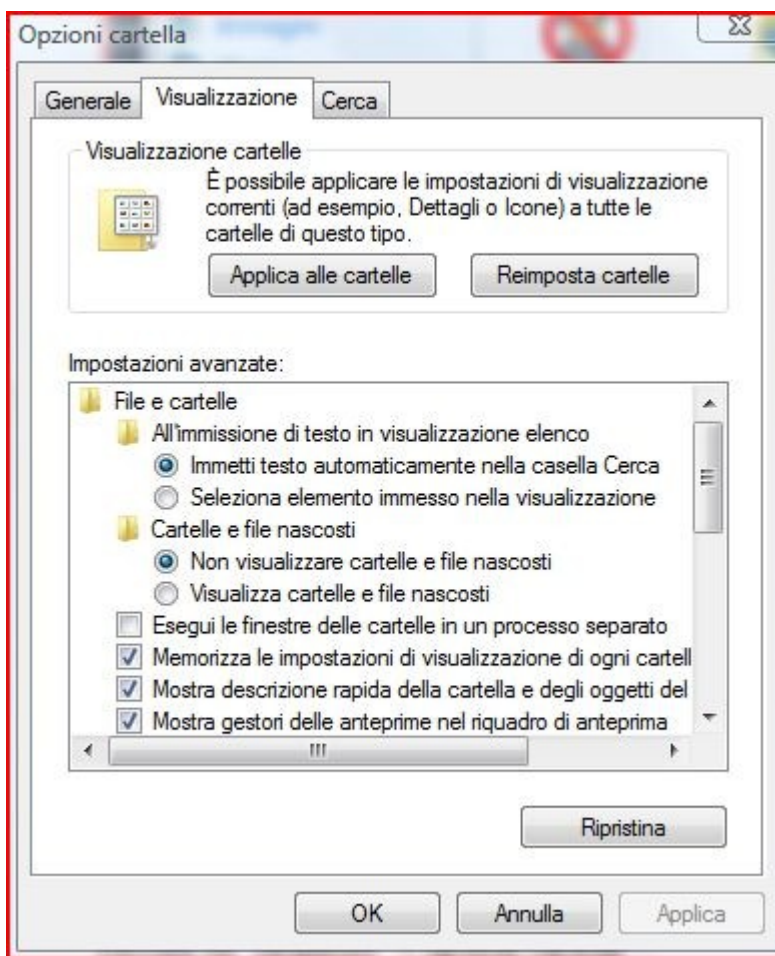 Opzioni cartella
Generale
Visualizzazione
Cerca
Visualizzazione cartelle
È possibile applicare le impostazioni di visualizzazione
correnti (ad esempio, Dettagli o Icone) a tutte le
cartelle di questo tipo.
Applica alle cartelle
Reimposta cartelle
Impostazioni avanzate:
File e cartelle
All'immissione di testo in visualizzazione elenco
Immetti testo automaticamente nella casella Cerca
Seleziona elemento immesso nella visualizzazione
Cartelle e file nascosti
Non visualizzare cartelle e file nascosti
Visualizza cartelle e file nascosti
Esegui le finestre delle cartelle in un processo separato
Memorizza le impostazioni di visualizzazione di ogni cartell
Mostra descrizione rapida della cartella e degli oggetti del
Mostra gestori delle anteprime nel riquadro di anteprima
Ripristina
OK
Annulla
Applica